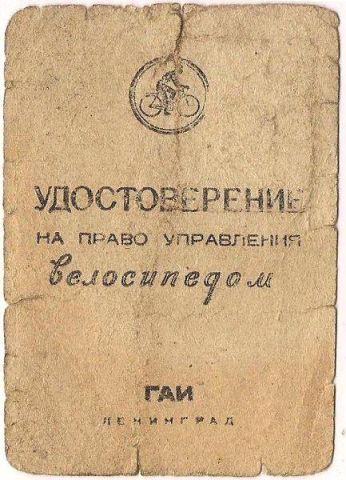 УДОСТОВЕРЕНИЕ
НА ПРАВО УПРАВЛЕНИЯ
велосипедом
ГАИ
ЛЕНИНГРАД